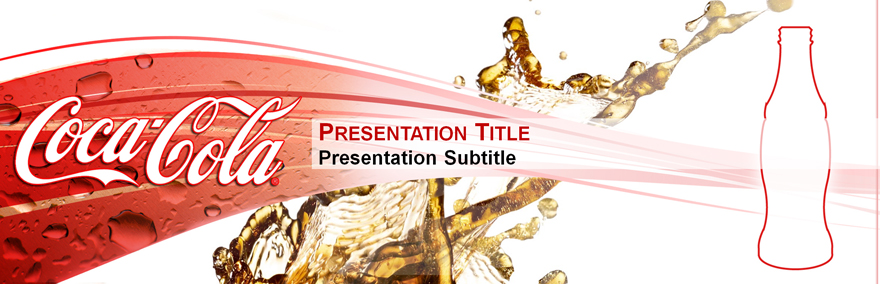 Coca-Cola
PRESENTATION TITLE
Presentation Subtitle